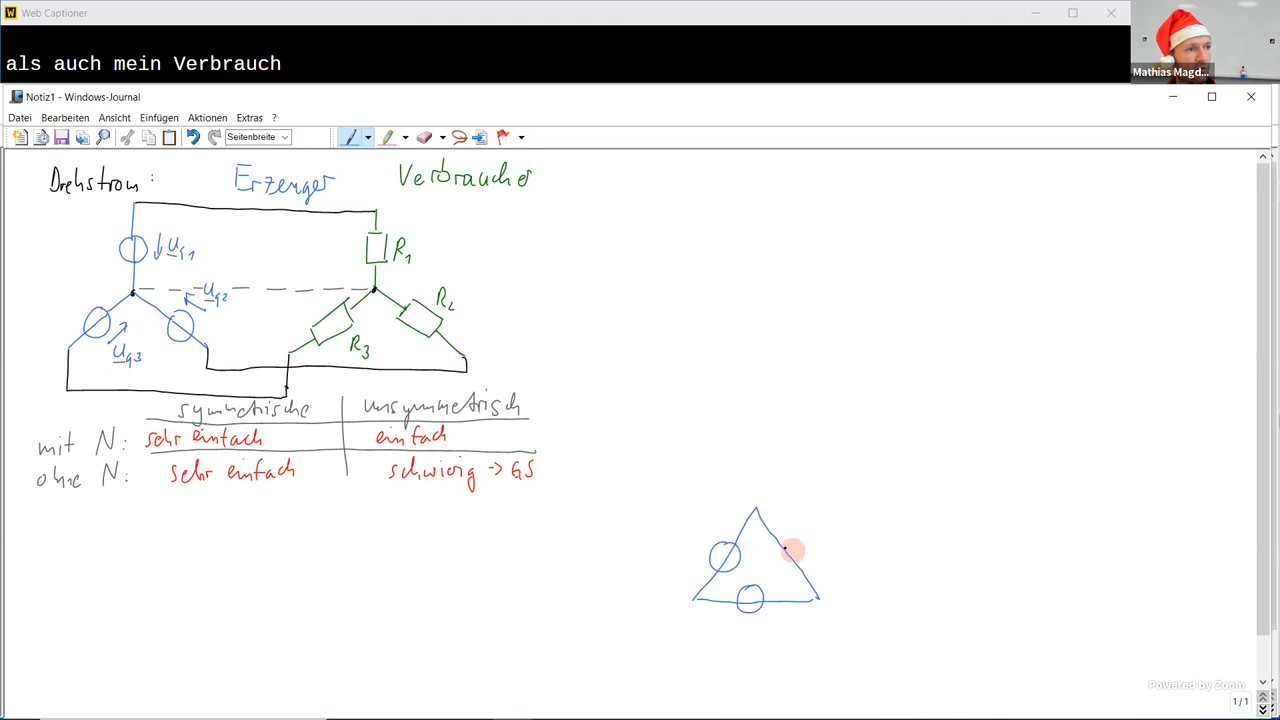 Web Captioner
als auch mein Verbrauch
Mathias Magd...
Notiz1 - Windows-Journal
Datei Bearbeiten Ansicht Einfügen Aktionen Extras ?
Seitenbreite
Drehstrom: Erzeuger Verbraucher
U q1
R1
U q2
R2
U q3
R3
symmetrische unsymmetrisch
mit N: sehr einfach einfach
ohne N: sehr einfach schwierig -> GS
Powered by Zoom
1/1